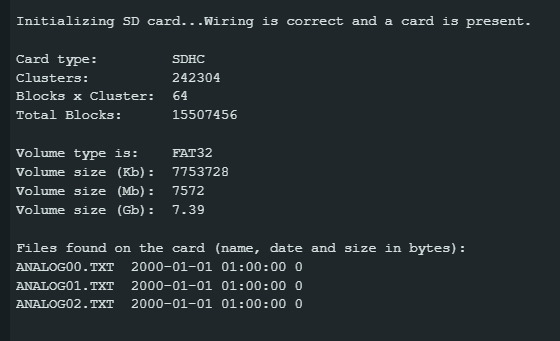 Initializing SD card...Wiring is correct and a card is present.
Card type:         SDHC
Clusters:          242304
Blocks x Cluster:  64
Total Blocks:      15507456
Volume type is:    FAT32
Volume size (Kb):  7753728
Volume size (Mb):  7572
Volume size (Gb):  7.39
Files found on the card (name, date and size in bytes):
ANALOG00.TXT  2000-01-01 01:00:00 0
ANALOG01.TXT  2000-01-01 01:00:00 0
ANALOG02.TXT  2000-01-01 01:00:00 0